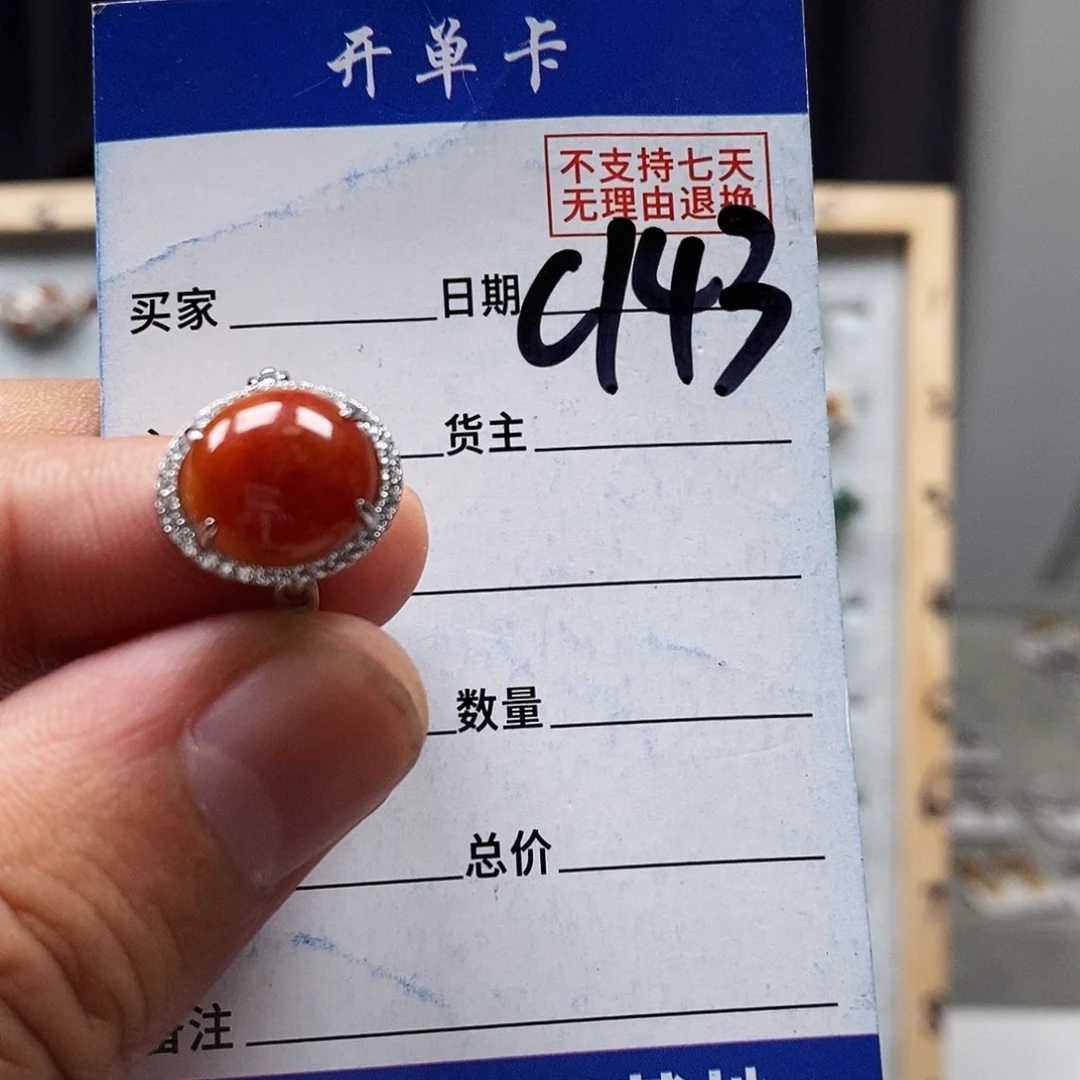 开单卡
不支持七天
无理由退换
C143
买家 日期
货主
数量
总价
备注